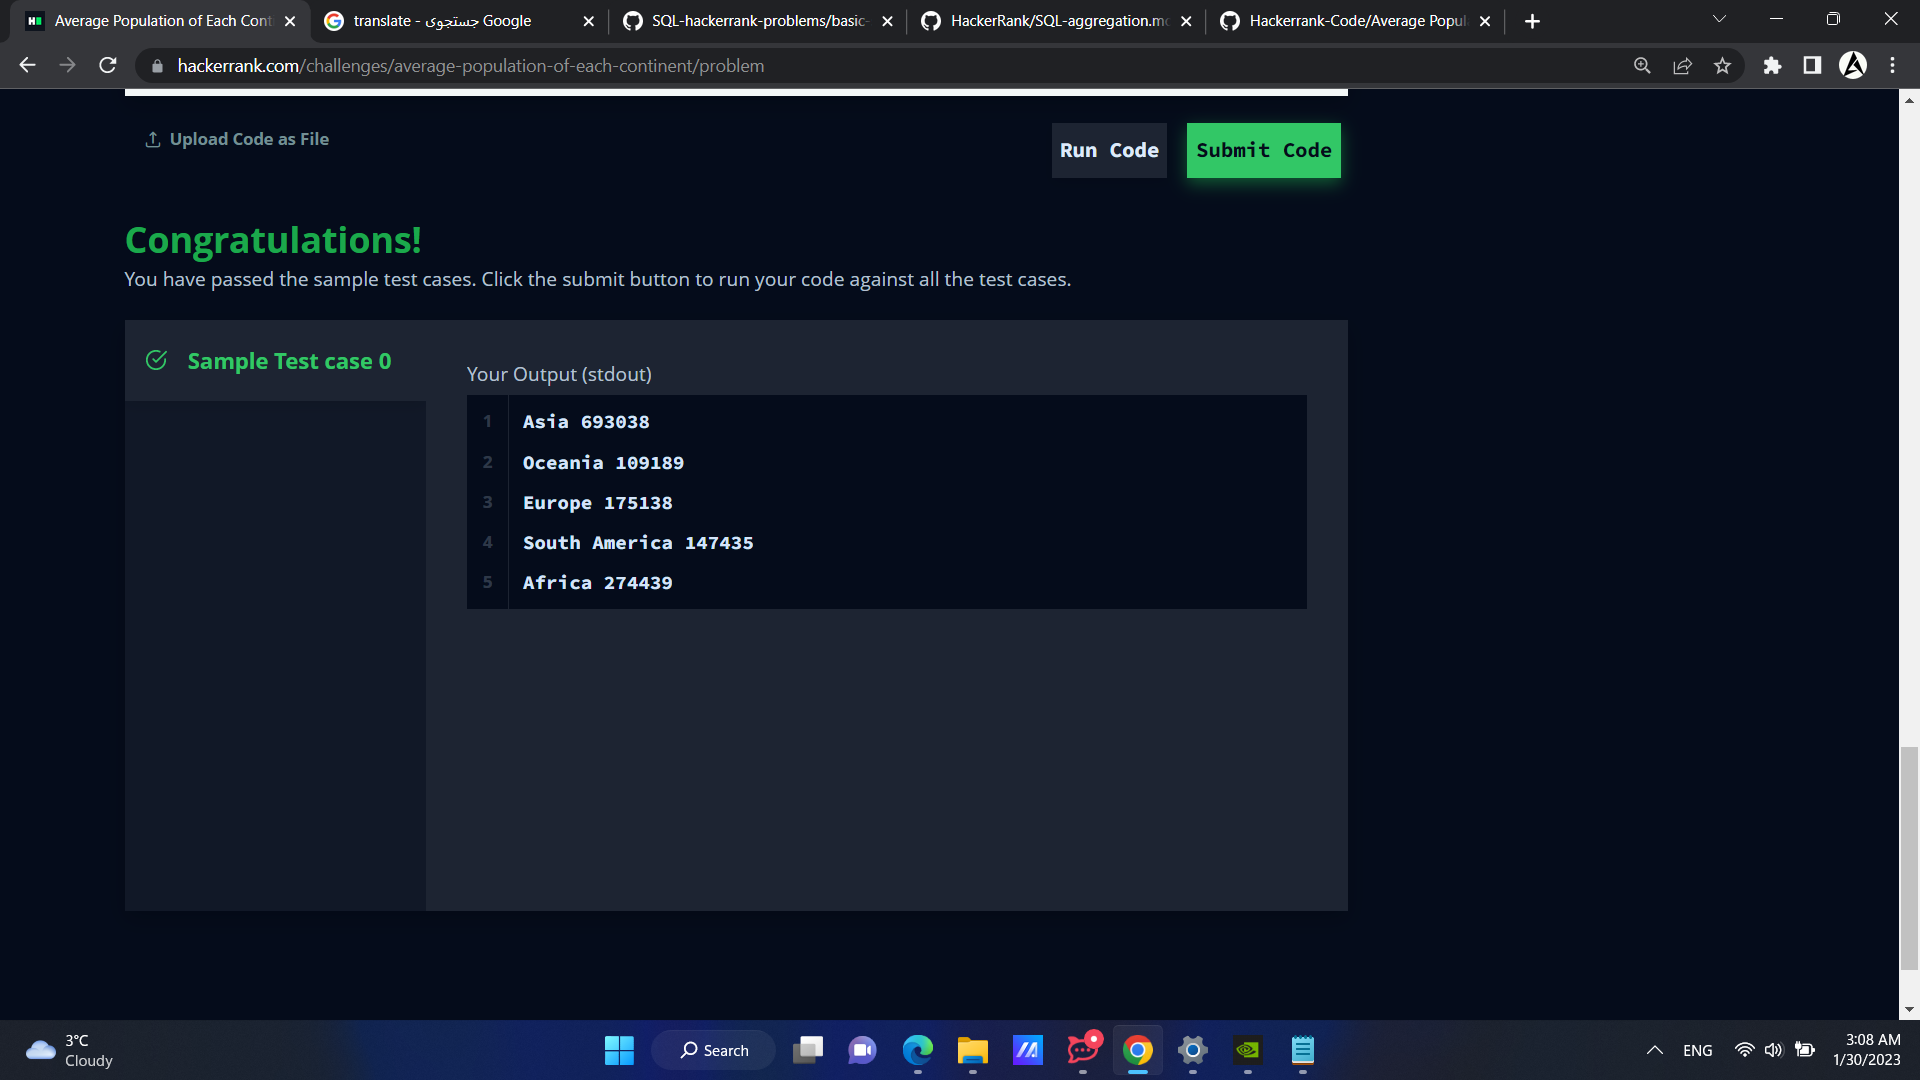 Average Population of Each Cont
translate - جستجوی Google
SQL-hackerrank-problems/basic-
HackerRank/SQL-aggregation.mc
Hackerrank-Code/Average Popul
hackerrank.com/challenges/average-population-of-each-continent/problem
Upload Code as File
Run Code
Submit Code
Congratulations!
You have passed the sample test cases. Click the submit button to run your code against all the test cases.
Sample Test case 0
Your Output (stdout)
1 Asia 693038
2 Oceania 109189
3 Europe 175138
4 South America 147435
5 Africa 274439
3°C
Cloudy
Search
ENG
3:08 AM
1/30/2023